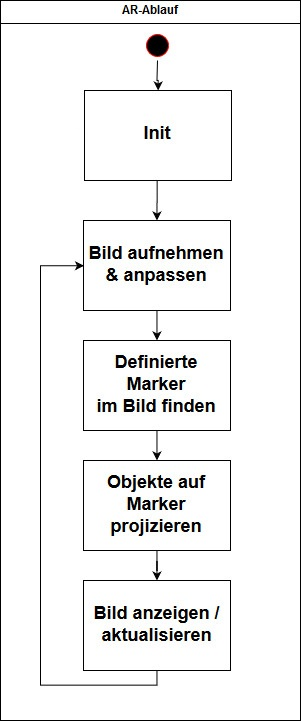 AR-Ablauf
Init
Bild aufnehmen
& anpassen
Definierte
Marker
im Bild finden
Objekte auf
Marker
projizieren
Bild anzeigen /
aktualisieren